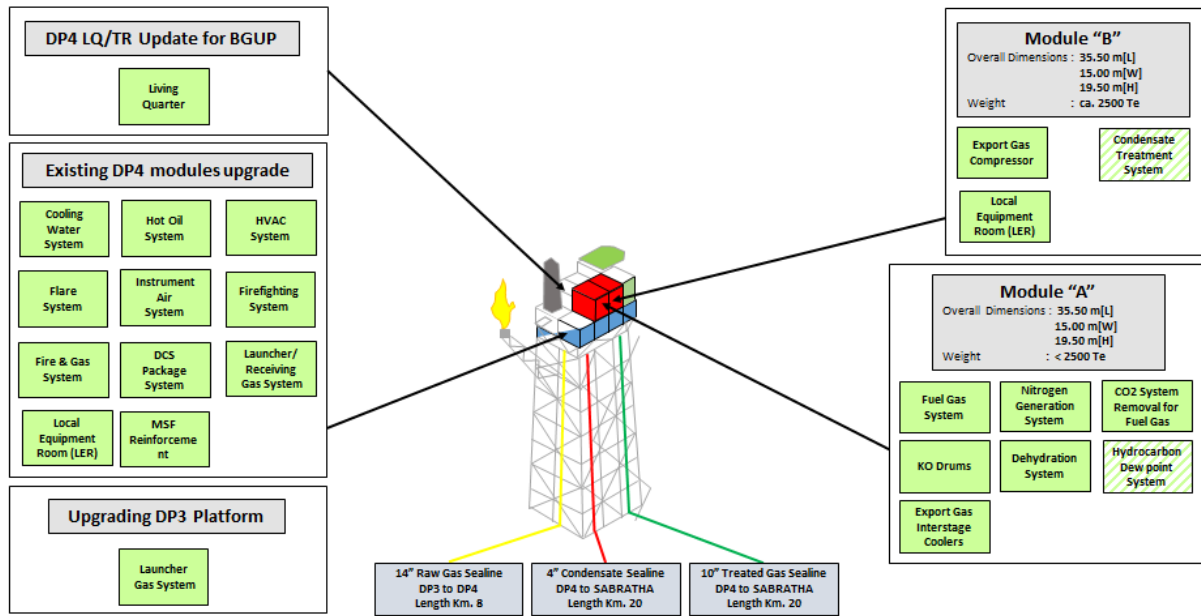 DP4 LQ/TR Update for BGUP
Living
Quarter
Existing DP4 modules upgrade
Cooling
Water
System
Hot Oil
System
HVAC
System
Flare
System
Instrument
Air
System
Firefighting
System
Fire & Gas
System
DCS
Package
System
Launcher/
Receiving
Gas System
Local
Equipment
Room (LER)
MSF
Reinforceme
nt
Upgrading DP3 Platform
Launcher
Gas System
14” Raw Gas Sealine
DP3 to DP4
Length Km. 8
4” Condensate Sealine
DP4 to SABRATHA
Length Km. 20
10” Treated Gas Sealine
DP4 to SABRATHA
Length Km. 20
Module “B”
Overall Dimensions : 35.50 m[L]
15.00 m[W]
19.50 m[H]
Weight : ca. 2500 Te
Export Gas
Compressor
Condensate
Treatment
System
Local
Equipment
Room (LER)
Module “A”
Overall Dimensions : 35.50 m[L]
15.00 m[W]
19.50 m[H]
Weight : < 2500 Te
Fuel Gas
System
Nitrogen
Generation
System
CO2 System
Removal for
Fuel Gas
KO Drums
Dehydration
System
Hydrocarbon
Dew point
System
Export Gas
Interstage
Coolers